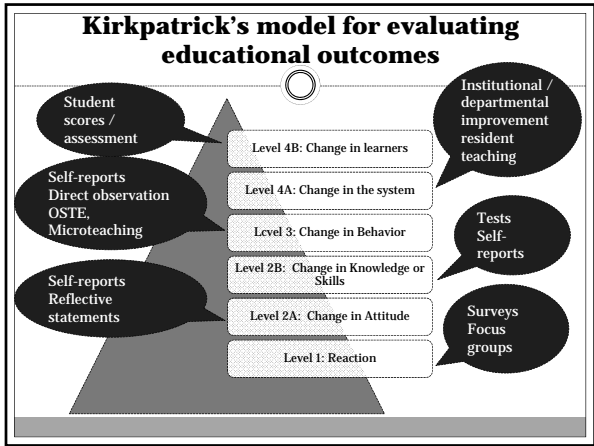 Kirkpatrick's model for evaluating
educational outcomes
Student
scores /
assessment
Institutional /
departmental
improvement
resident
teaching
Level 4B: Change in learners
Self-reports
Direct observation
OSTE,
Microteaching
Level 4A: Change in the system
Level 3: Change in Behavior
Tests
Self-
reports
Level 2B:  Change in Knowledge or
Skills
Self-reports
Reflective
statements
Level 2A:  Change in Attitude
Surveys
Focus
groups
Level 1: Reaction